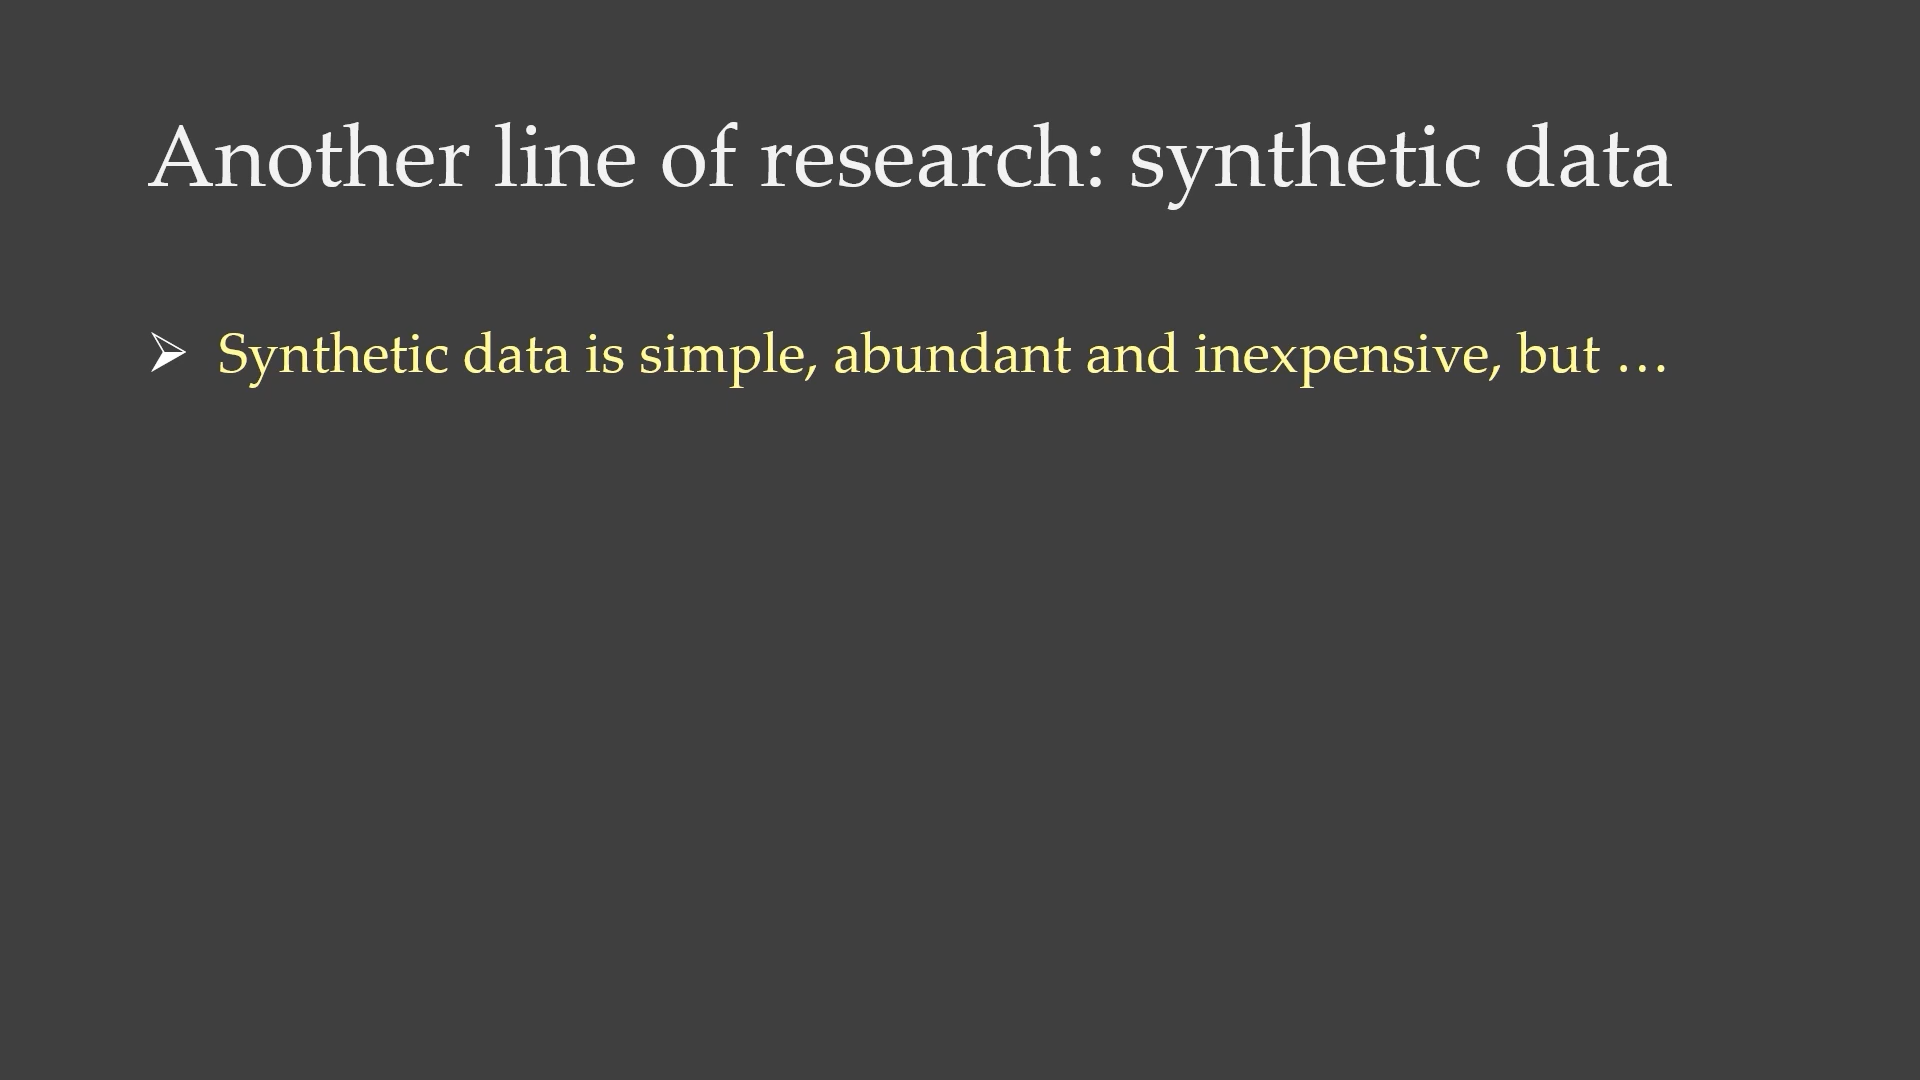 Another line of research: synthetic data
➢ Synthetic data is simple, abundant and inexpensive, but …